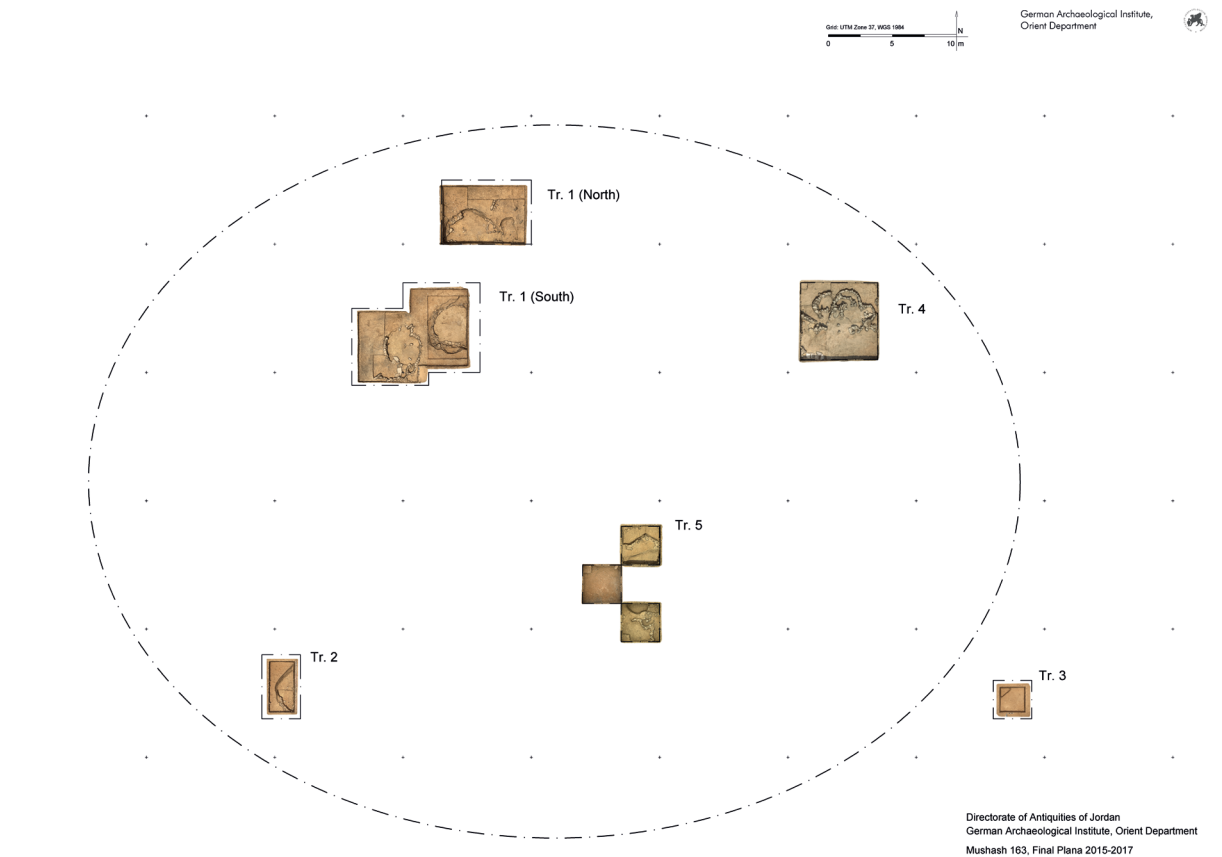 German Archaeological Institute,
Orient Department
Grid: UTM Zone 37, WGS 1984
N
0 5 10 m
Tr. 1 (North)
Tr. 1 (South)
Tr. 4
Tr. 5
Tr. 2
Tr. 3
Directorate of Antiquities of Jordan
German Archaeological Institute, Orient Department
Mushash 163, Final Plana 2015-2017